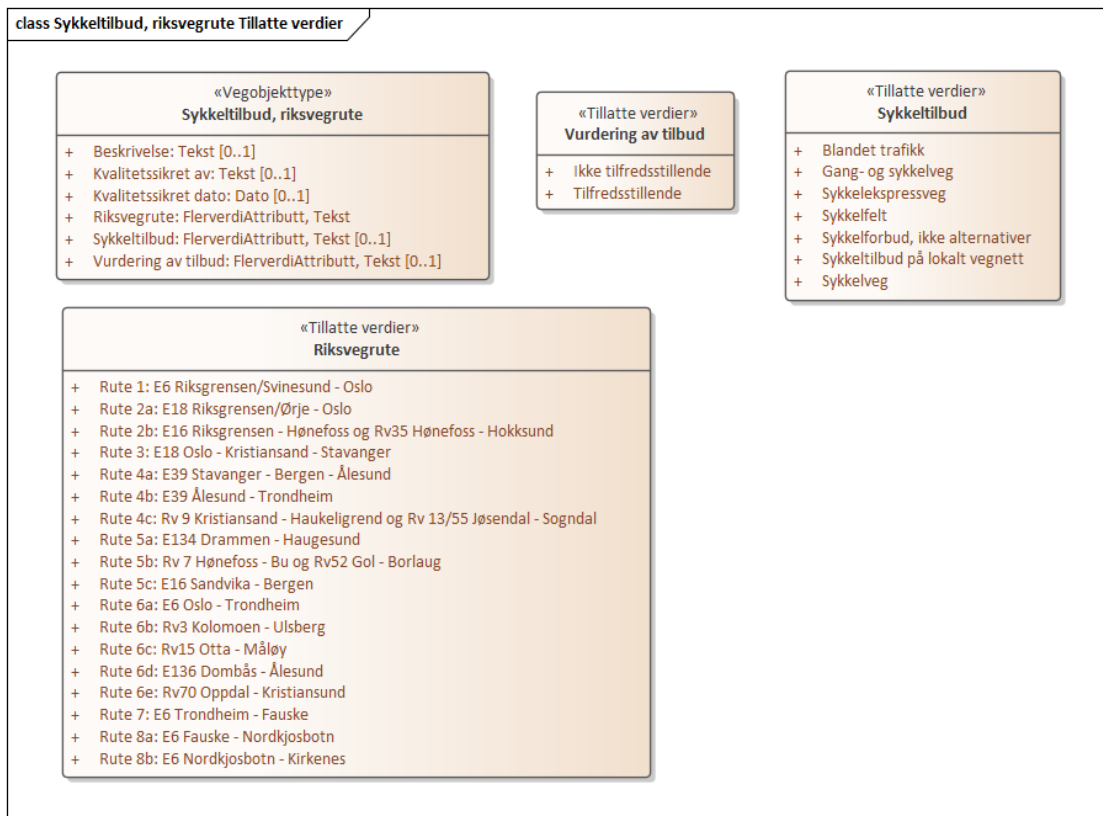 class Sykkeltilbud, riksvegrute Tillatte verdier
«Vegobjekttype»
Sykkeltilbud, riksvegrute
+ Beskrivelse: Tekst [0..1]
+ Kvalitetssikret av: Tekst [0..1]
+ Kvalitetssikret dato: Dato [0..1]
+ Riksvegrute: FlerverdiAttributt, Tekst
+ Sykkeltilbud: FlerverdiAttributt, Tekst [0..1]
+ Vurdering av tilbud: FlerverdiAttributt, Tekst [0..1]
«Tillatte verdier»
Vurdering av tilbud
+ Ikke tilfredsstillende
+ Tilfredsstillende
«Tillatte verdier»
Sykkeltilbud
+ Blandet trafikk
+ Gang- og sykkelveg
+ Sykkelekspressveg
+ Sykkelfelt
+ Sykkelforbud, ikke alternativer
+ Sykkeltilbud på lokalt vegnett
+ Sykkelveg
«Tillatte verdier»
Riksvegrute
+ Rute 1: E6 Riksgrensen/Svinesund - Oslo
+ Rute 2a: E18 Riksgrensen/Ørje - Oslo
+ Rute 2b: E16 Riksgrensen - Hønefoss og Rv35 Hønefoss - Hokksund
+ Rute 3: E18 Oslo - Kristiansand - Stavanger
+ Rute 4a: E39 Stavanger - Bergen - Ålesund
+ Rute 4b: E39 Ålesund - Trondheim
+ Rute 4c: Rv 9 Kristiansand - Haukeligrend og Rv 13/55 Jøsendal - Sogndal
+ Rute 5a: E134 Drammen - Haugesund
+ Rute 5b: Rv 7 Hønefoss - Bu og Rv52 Gol - Borlaug
+ Rute 5c: E16 Sandvika - Bergen
+ Rute 6a: E6 Oslo - Trondheim
+ Rute 6b: Rv3 Kolomoen - Ulsberg
+ Rute 6c: Rv15 Otta - Måløy
+ Rute 6d: E136 Dombås - Ålesund
+ Rute 6e: Rv70 Oppdal - Kristiansund
+ Rute 7: E6 Trondheim - Fauske
+ Rute 8a: E6 Fauske - Nordkjosbotn
+ Rute 8b: E6 Nordkjosbotn - Kirkenes